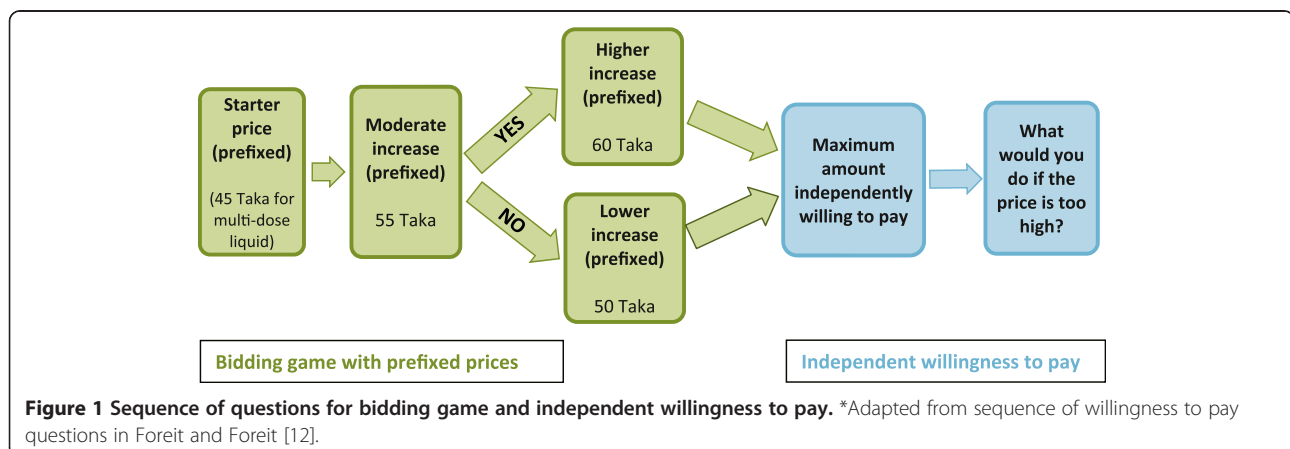 Starter
price
(prefixed)
(45 Taka for
multi-dose
liquid)
Moderate
increase
(prefixed)
55 Taka
YES
NO
Higher
increase
(prefixed)
60 Taka
Lower
increase
(prefixed)
50 Taka
Maximum
amount
independently
willing to pay
What
would you
do if the
price is too
high?
Bidding game with prefixed prices
Independent willingness to pay
Figure 1 Sequence of questions for bidding game and independent willingness to pay. *Adapted from sequence of willingness to pay
questions in Foreit and Foreit [12].